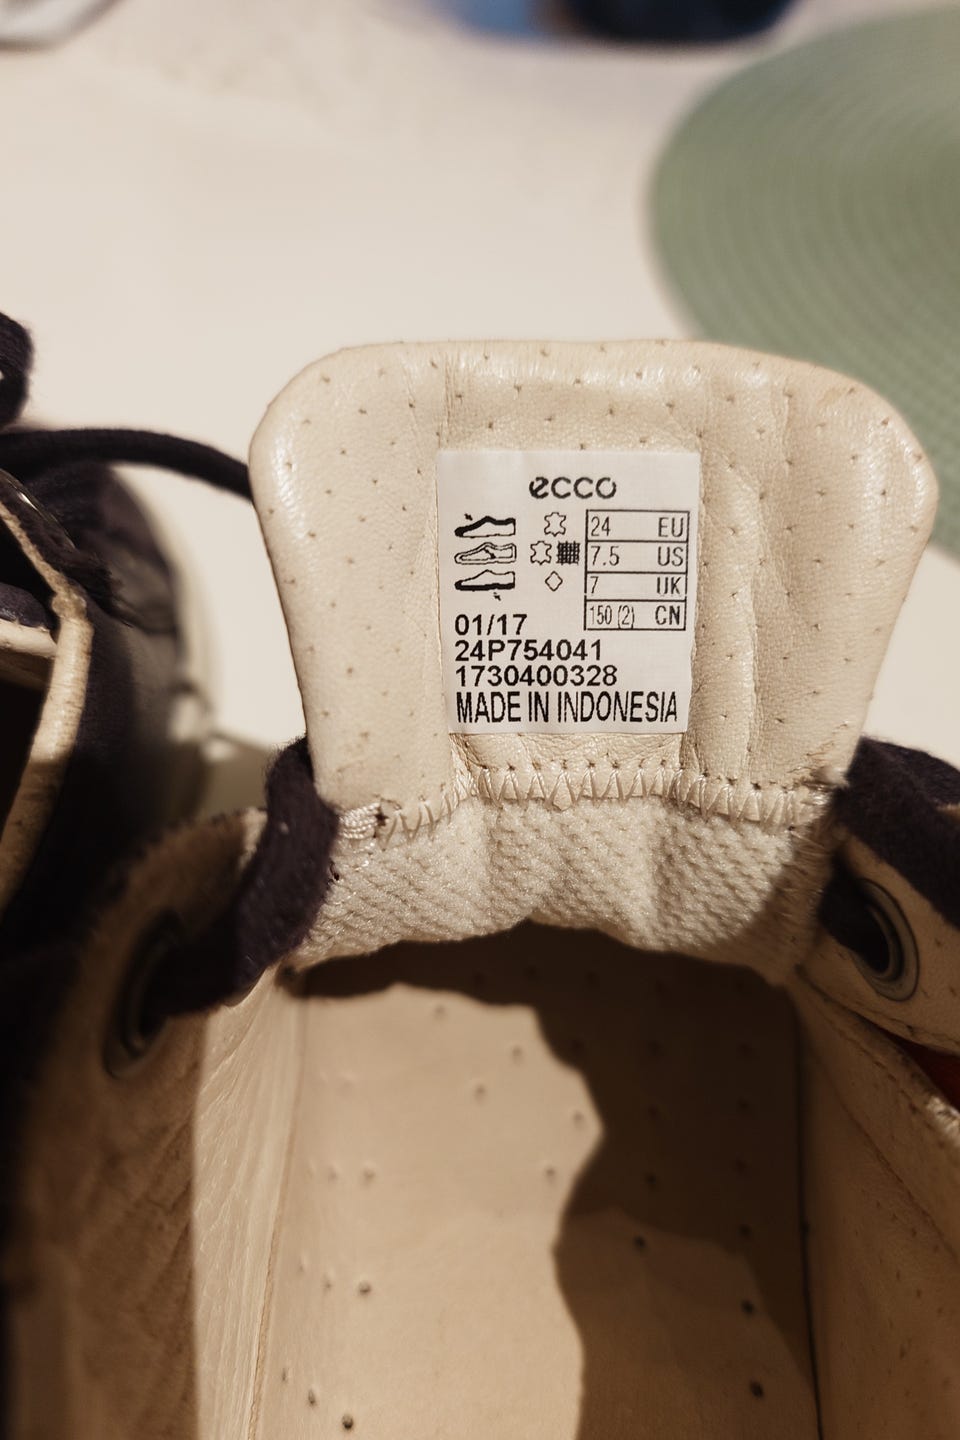 ecco
24 EU
7.5 US
7 UK
150 (2) CN
01/17
24P754041
1730400328
MADE IN INDONESIA